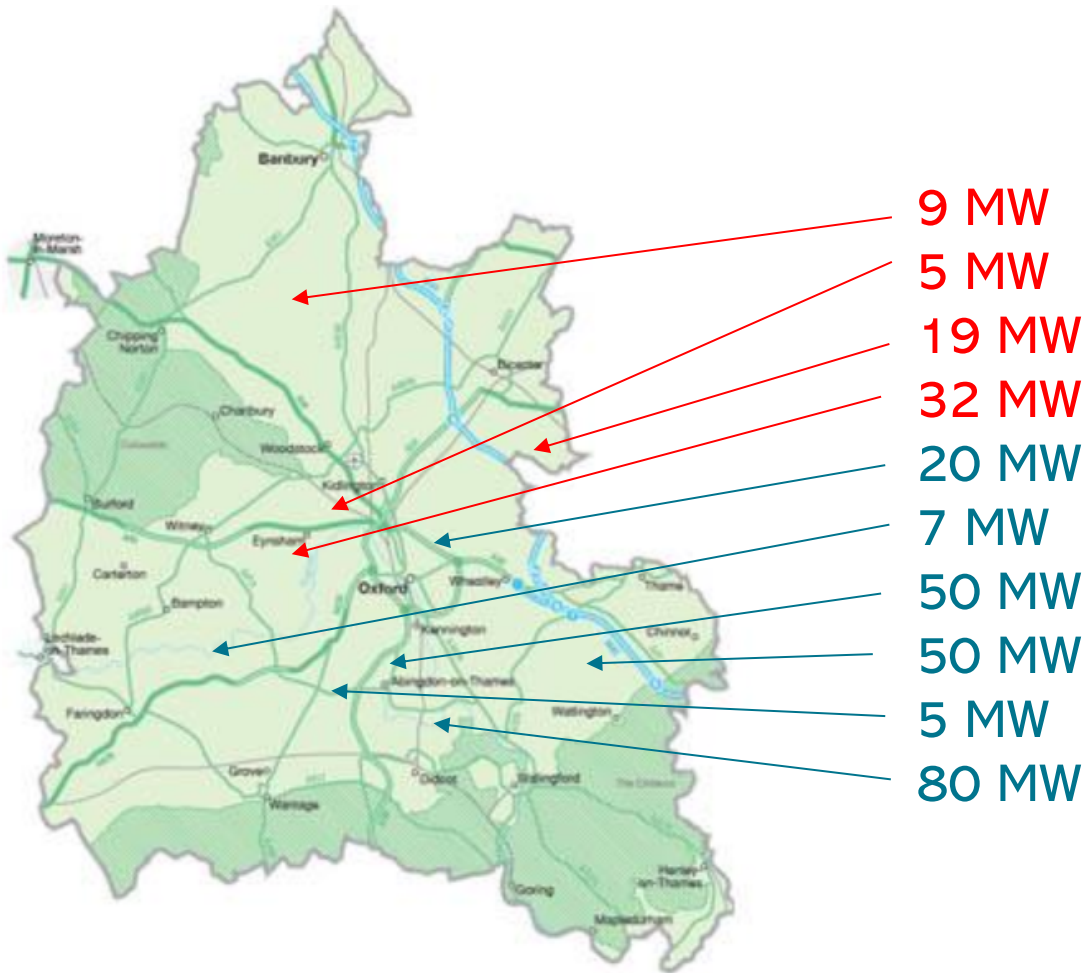 Banbury
Moreton-
in-Marsh
Chipping
Norton
Bicester
Charlbury
Woodstock
Kidlington
Burford
Witney
Eynsham
Carterton
Bampton
Oxford
Wheatley
Thame
Kennington
Chinnor
Lechlade-
on-Thames
Abingdon-on-Thames
Faringdon
Watlington
Grove
Didcot
Wallingford
Wantage
Henley
-on-Thames
Goring
Mapledurham
9 MW
5 MW
19 MW
32 MW
20 MW
7 MW
50 MW
50 MW
5 MW
80 MW